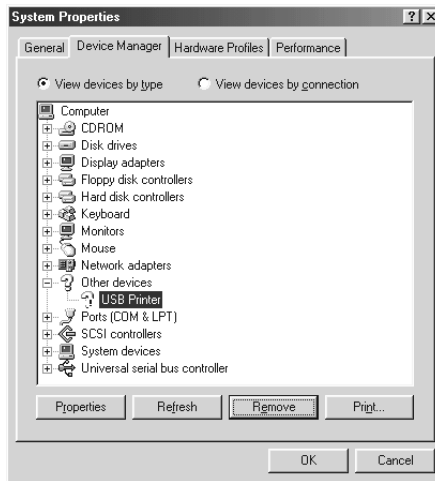 System Properties
General Device Manager Hardware Profiles Performance
View devices by type View devices by connection
Computer
CDROM
Disk drives
Display adapters
Floppy disk controllers
Hard disk controllers
Keyboard
Monitors
Mouse
Network adapters
Other devices
USB Printer
Ports (COM & LPT)
SCSI controllers
System devices
Universal serial bus controller
Properties Refresh Remove Print...
OK Cancel